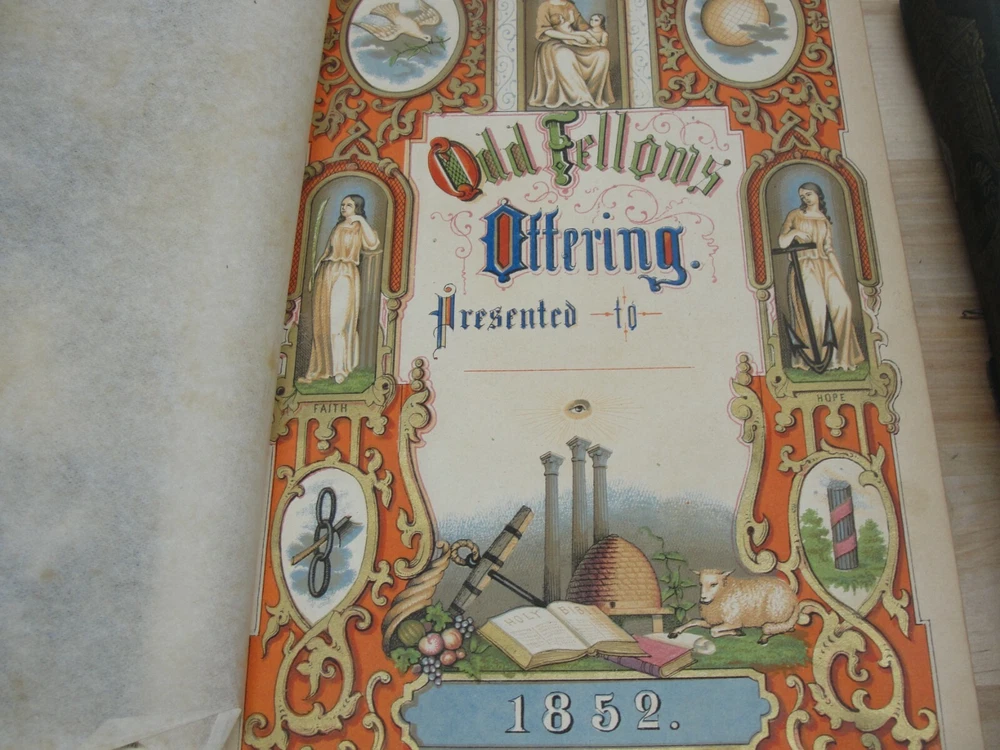 Odd Fellows
Offering.
Presented to
FAITH
HOPE
HOLY BIBLE
1852.